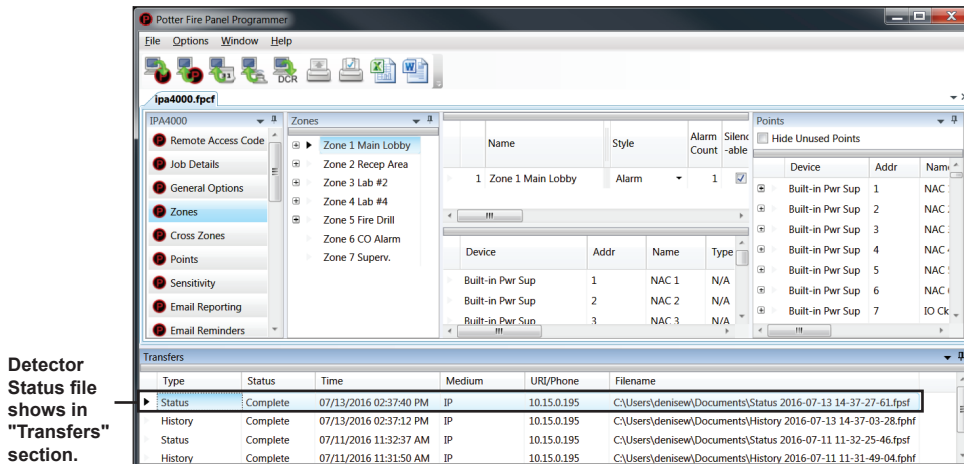 Potter Fire Panel Programmer
File Options Window Help
DCR
ipa4000.fpcf
IPA4000
Remote Access Code
Job Details
General Options
Zones
Cross Zones
Points
Sensitivity
Email Reporting
Email Reminders
Zones
Zone 1 Main Lobby
Zone 2 Recep Area
Zone 3 Lab #2
Zone 4 Lab #4
Zone 5 Fire Drill
Zone 6 CO Alarm
Zone 7 Superv.
Name Style Alarm Count Silenc -able
1 Zone 1 Main Lobby Alarm 1
Device Addr Name Type
Built-in Pwr Sup 1 NAC 1 N/A
Built-in Pwr Sup 2 NAC 2 N/A
Built-in Pwr Sup 3 NAC 3 N/A
Points
Hide Unused Points
Device Addr Nam
Built-in Pwr Sup 1 NAC
Built-in Pwr Sup 2 NAC
Built-in Pwr Sup 3 NAC
Built-in Pwr Sup 4 NAC
Built-in Pwr Sup 5 NAC
Built-in Pwr Sup 6 NAC
Built-in Pwr Sup 7 IO Ck
Transfers
Type Status Time Medium URI/Phone Filename
Status Complete 07/13/2016 02:37:40 PM IP 10.15.0.195 C:\Users\denisew\Documents\Status 2016-07-13 14-37-27-61.fpsf
History Complete 07/13/2016 02:37:12 PM IP 10.15.0.195 C:\Users\denisew\Documents\History 2016-07-13 14-37-03-28.fphf
Status Complete 07/11/2016 11:32:37 AM IP 10.15.0.195 C:\Users\denisew\Documents\Status 2016-07-11 11-32-25-46.fpsf
History Complete 07/11/2016 11:31:50 AM IP 10.15.0.195 C:\Users\denisew\Documents\History 2016-07-11 11-31-49-04.fphf
Detector
Status file
shows in
"Transfers"
section.